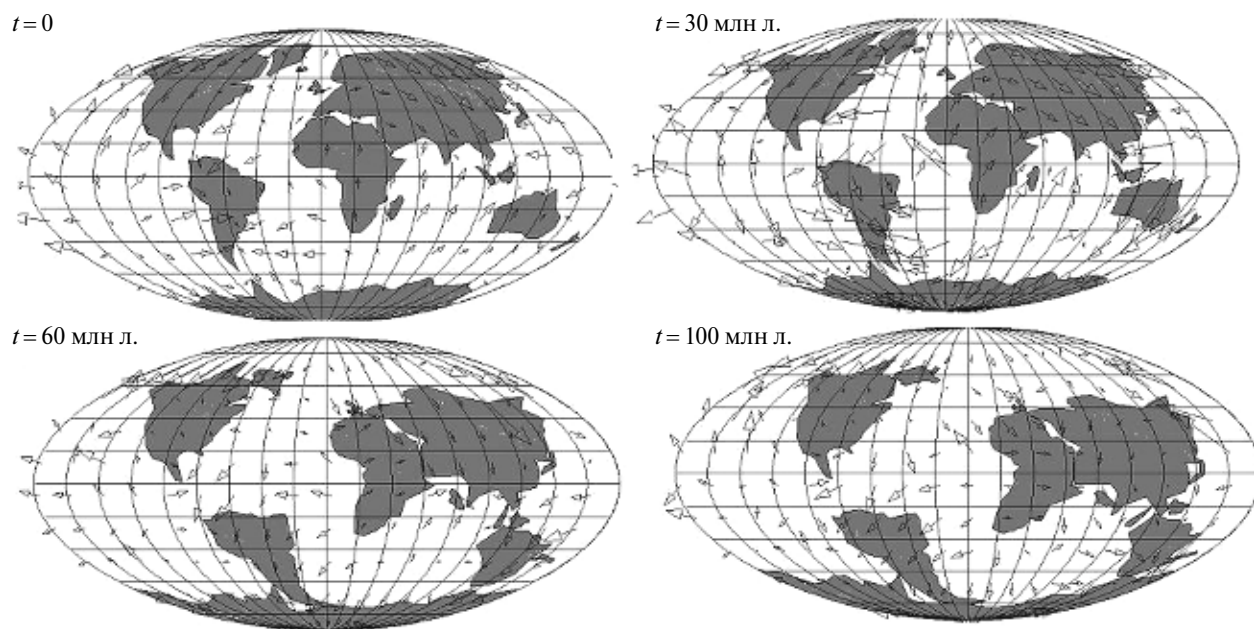 t = 0
t = 30 млн л.
t = 60 млн л.
t = 100 млн л.